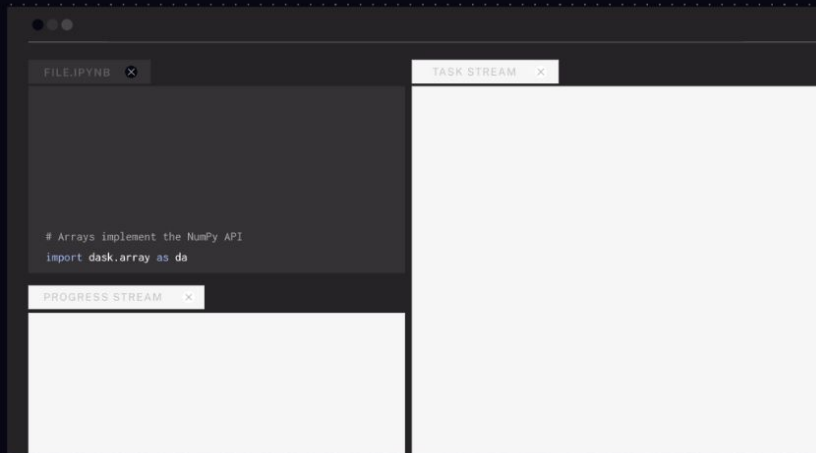 FILE.IPYNB
TASK STREAM
# Arrays implement the NumPy API
import dask.array as da
PROGRESS STREAM